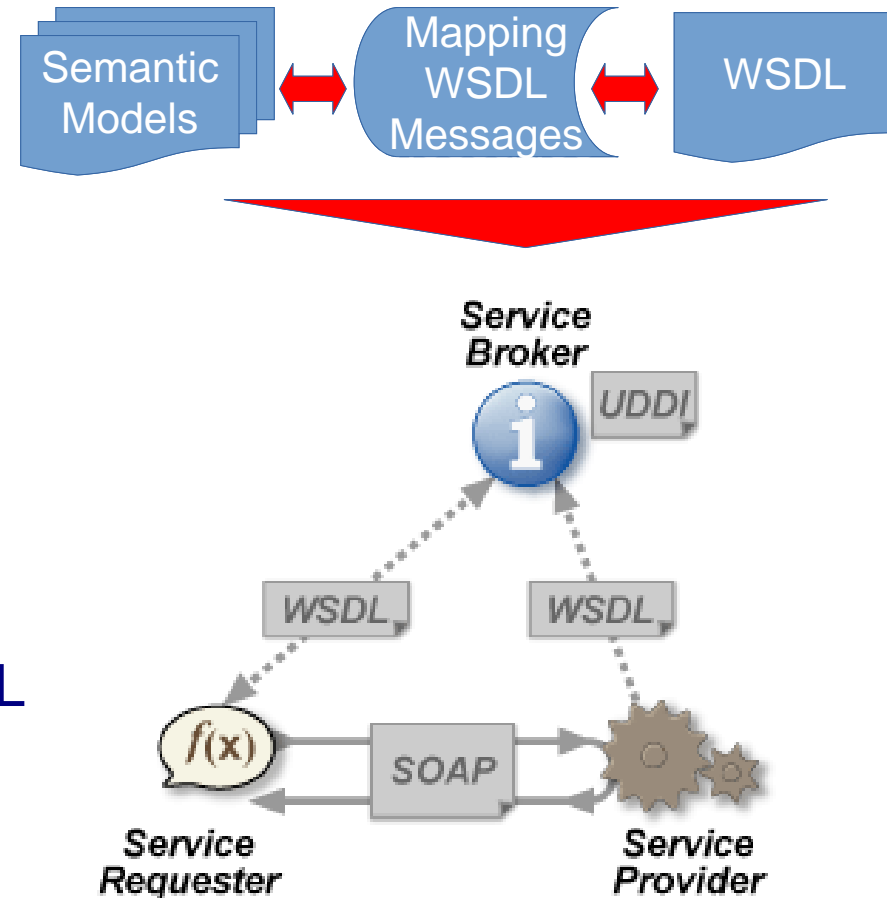 Semantic
Models
Mapping
WSDL
Messages
WSDL
Service
Broker
i
UDDI
WSDL
WSDL
L
f(x)
SOAP
Service
Requester
Service
Provider